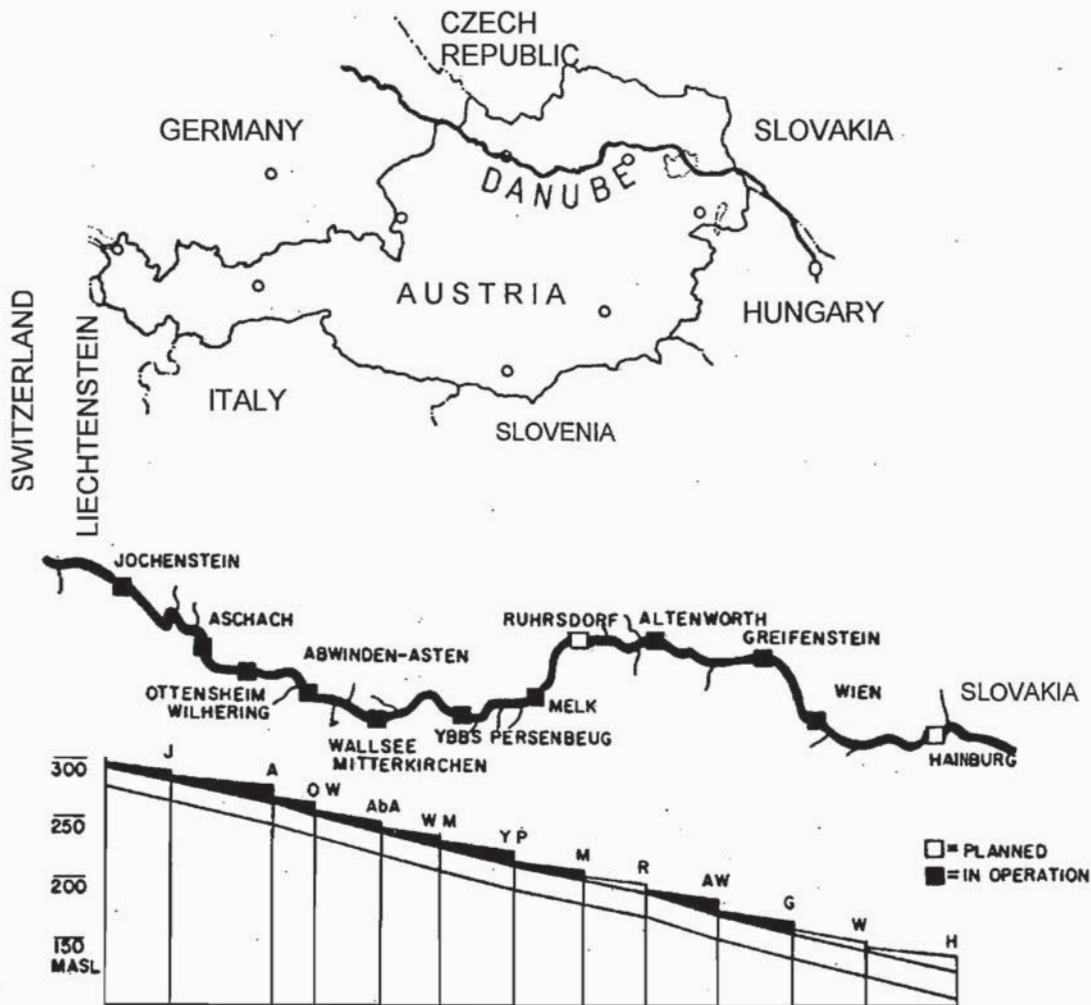 CZECH
REPUBLIC
GERMANY
SLOVAKIA
DANUBE
AUSTRIA
HUNGARY
SWITZERLAND
LIECHTENSTEIN
ITALY
SLOVENIA
JOCHENSTEIN
ASCHACH
RUHRSDORF
ALTENWORTH
GREIFENSTEIN
ABWINDEN-ASTEN
OTTENSHEIM
WILHERING
MELK
WIEN
SLOVAKIA
WALLSEE
MITTERKIRCHEN
YBBS PERSENBEUG
HAINBURG
300
J
A
O W
250
AbA
W M
Y P
M
R
200
AW
G
W
H
150
MASL
= PLANNED
= IN OPERATION